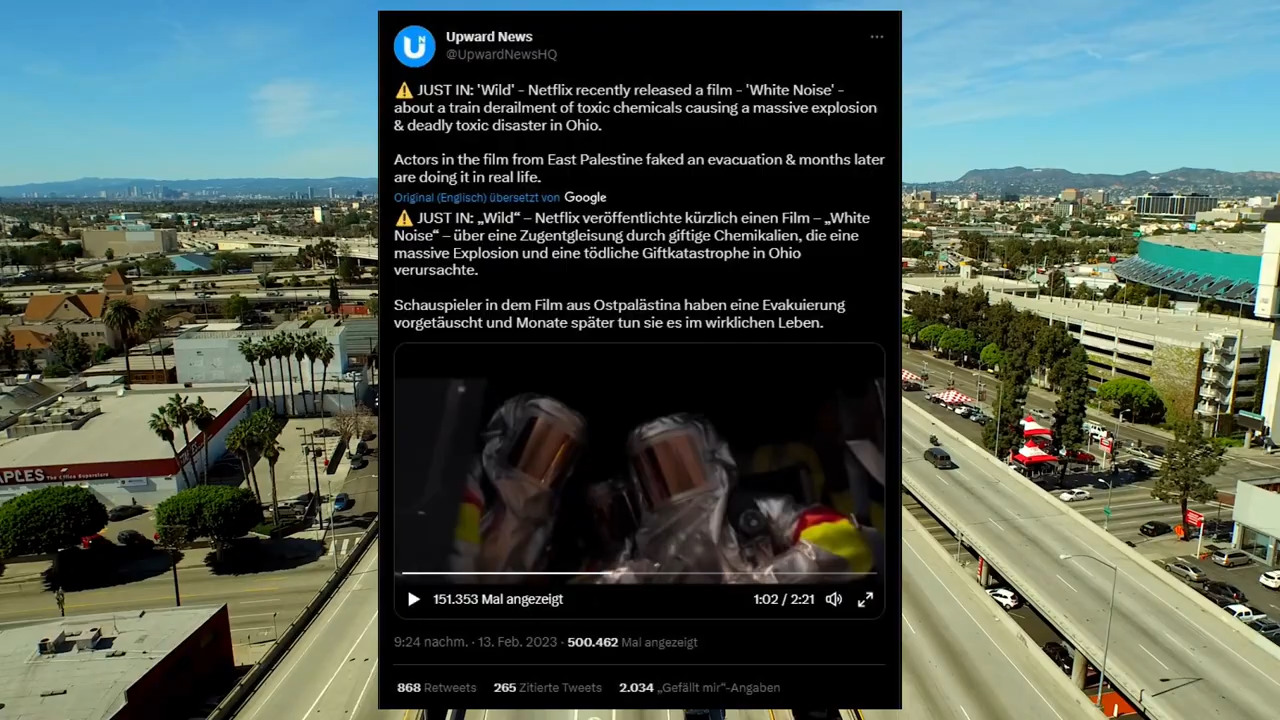 Upward News
@UpwardNewsHQ
⚠️ JUST IN: 'Wild' - Netflix recently released a film - 'White Noise' -
about a train derailment of toxic chemicals causing a massive explosion
& deadly toxic disaster in Ohio.
Actors in the film from East Palestine faked an evacuation & months later
are doing it in real life.
Original (Englisch) übersetzt von Google
⚠️ JUST IN: „Wild“ – Netflix veröffentlichte kürzlich einen Film – „White
Noise“ – über eine Zugentgleisung durch giftige Chemikalien, die eine
massive Explosion und eine tödliche Giftkatastrophe in Ohio
verursachte.
Schauspieler in dem Film aus Ostpalästina haben eine Evakuierung
vorgetäuscht und Monate später tun sie es im wirklichen Leben.
151.353 Mal angezeigt
1:02 / 2:21
9:24 nachm. · 13. Feb. 2023 · 500.462 Mal angezeigt
868 Retweets 265 Zitierte Tweets 2.034 „Gefällt mir“-Angaben
APLES The Office Superstore